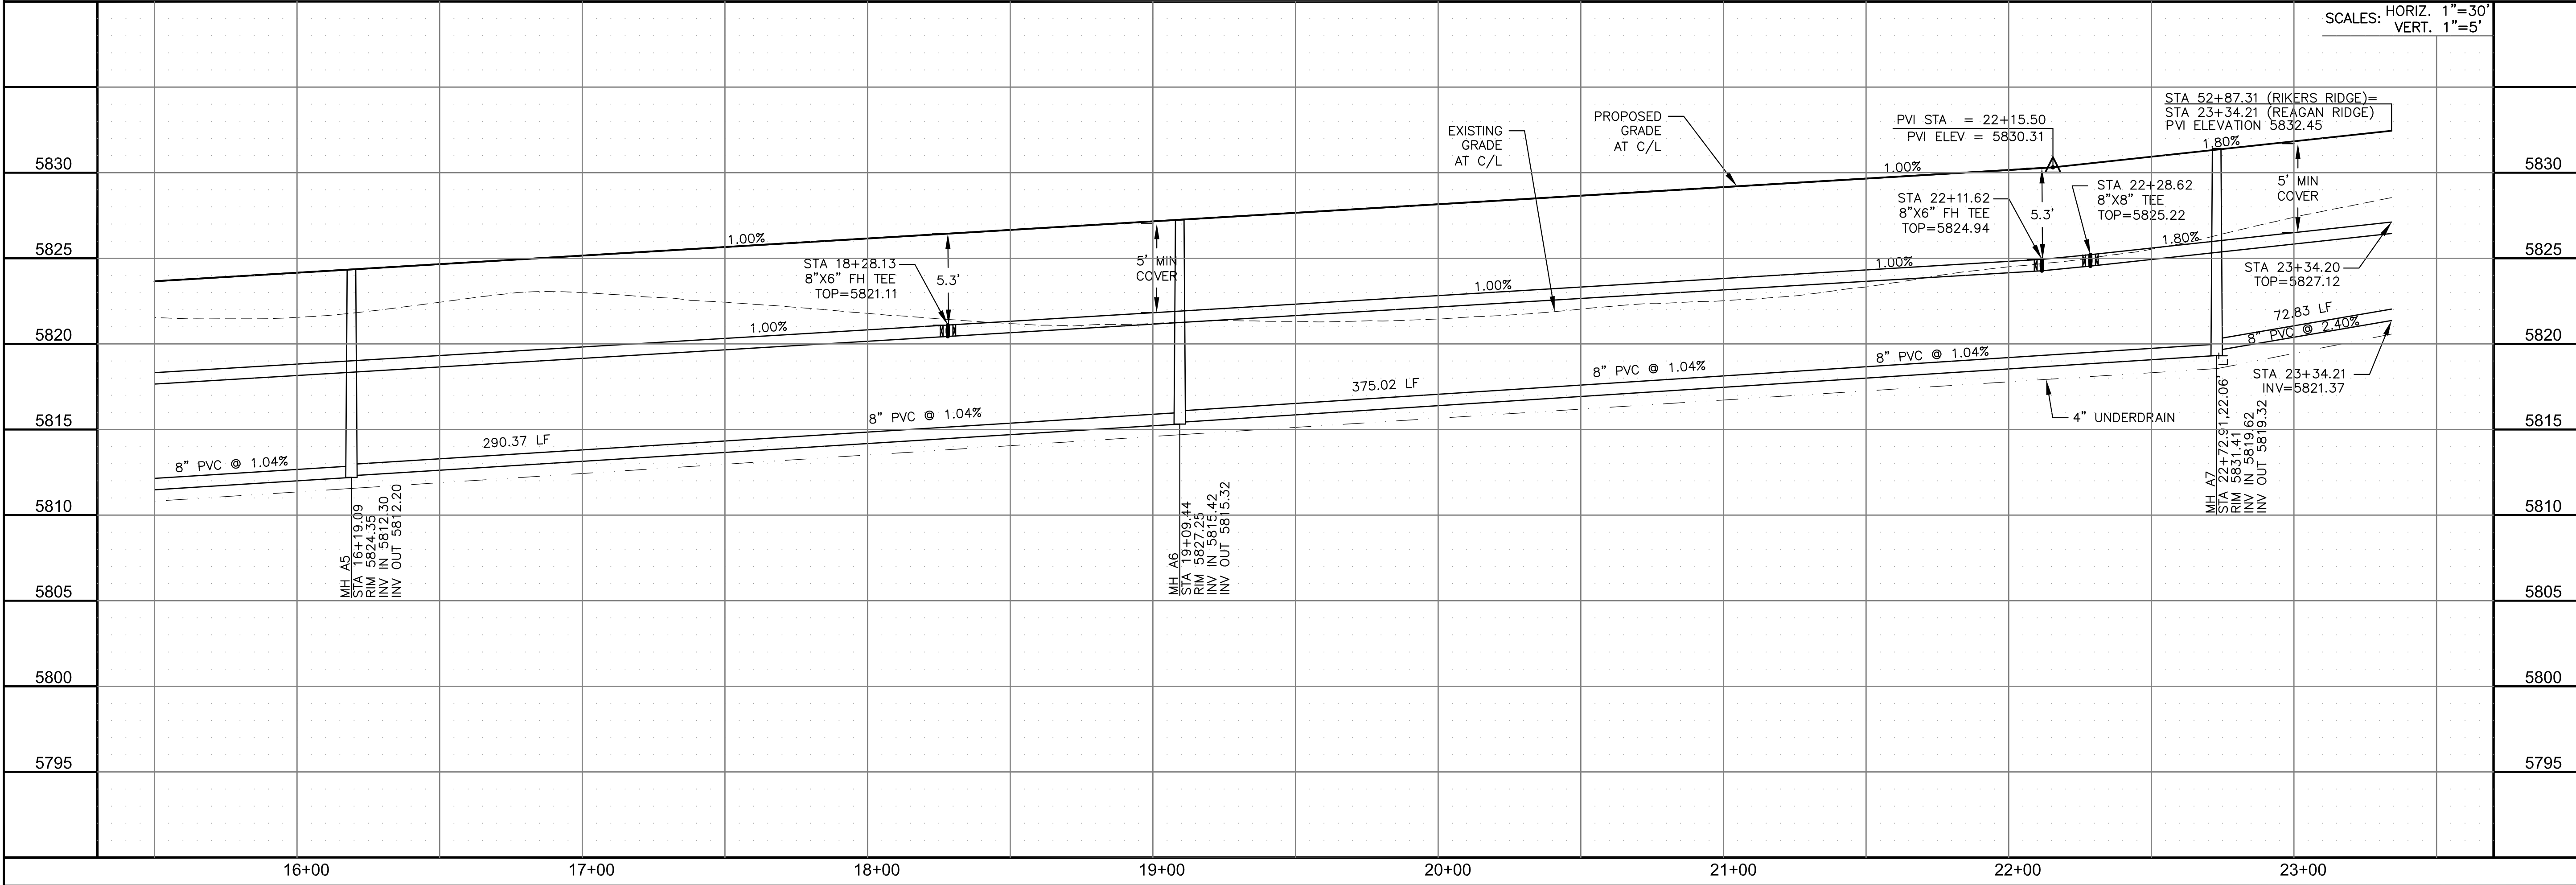 SCALES: HORIZ. 1"=30'
VERT. 1"=5'
STA 52+87.31 (RIKERS RIDGE)=
STA 23+34.21 (REAGAN RIDGE)
PVI ELEVATION 5832.45
PVI STA = 22+15.50
PVI ELEV = 5830.31
PROPOSED
GRADE
AT C/L
EXISTING
GRADE
AT C/L
1.80%
1.00%
1.00%
5830
5830
STA 22+11.62
8"X6" FH TEE
TOP=5824.94
5.3'
STA 22+28.62
8"X8" TEE
TOP=5825.22
5' MIN
COVER
1.80%
5825
5825
STA 18+28.13
8"X6" FH TEE
TOP=5821.11
5.3'
5' MIN
COVER
1.00%
1.00%
1.00%
STA 23+34.20
TOP=5827.12
5820
5820
72.83 LF
8" PVC @ 2.40%
8" PVC @ 1.04%
8" PVC @ 1.04%
375.02 LF
8" PVC @ 1.04%
290.37 LF
8" PVC @ 1.04%
STA 23+34.21
INV=5821.37
4" UNDERDRAIN
5815
5815
5810
5810
MH A5
STA 16+19.09
RIM 5824.35
INV IN 5812.30
INV OUT 5812.20
MH A6
STA 19+09.44
RIM 5827.25
INV IN 5815.42
INV OUT 5815.32
MH A7
STA 22+72.91,22.06' LT
RIM 5831.41
INV IN 5819.62
INV OUT 5819.32
5805
5805
5800
5800
5795
5795
16+00
17+00
18+00
19+00
20+00
21+00
22+00
23+00